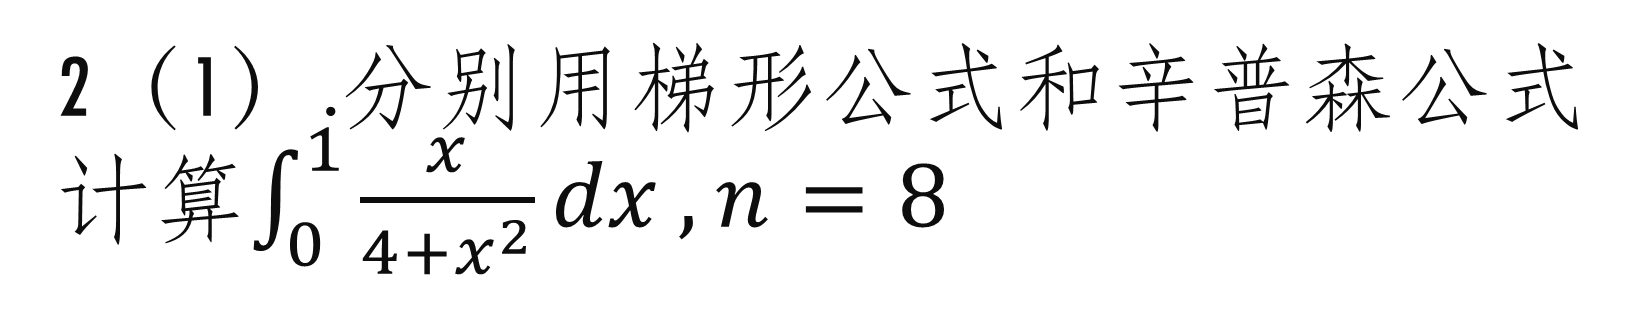 2（1）.分别用梯形公式和辛普森公式
计算∫₀¹ x/(4+x²) dx , n = 8